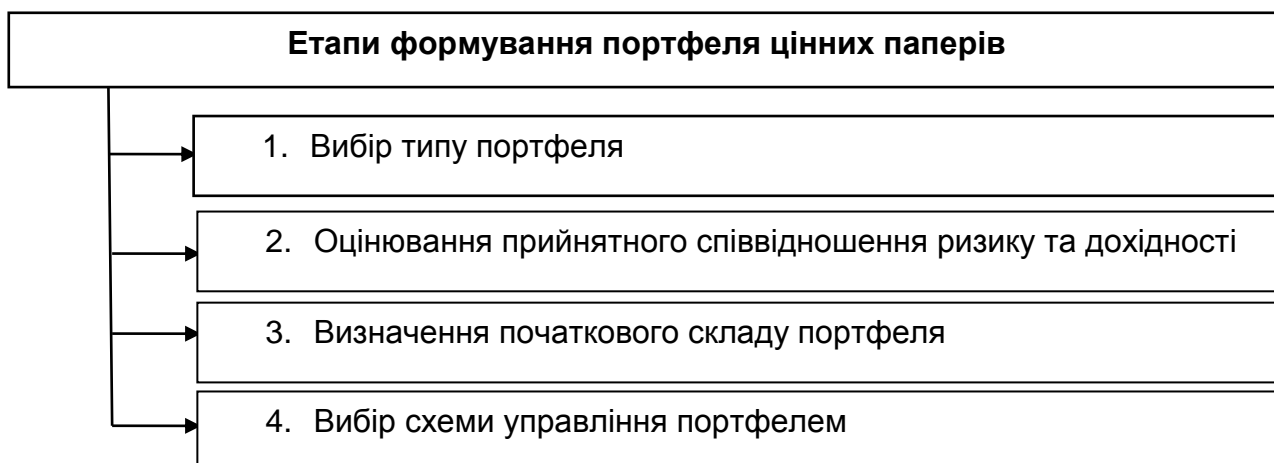 Етапи формування портфеля цінних паперів
1. Вибір типу портфеля
2. Оцінювання прийнятного співвідношення ризику та дохідності
3. Визначення початкового складу портфеля
4. Вибір схеми управління портфелем